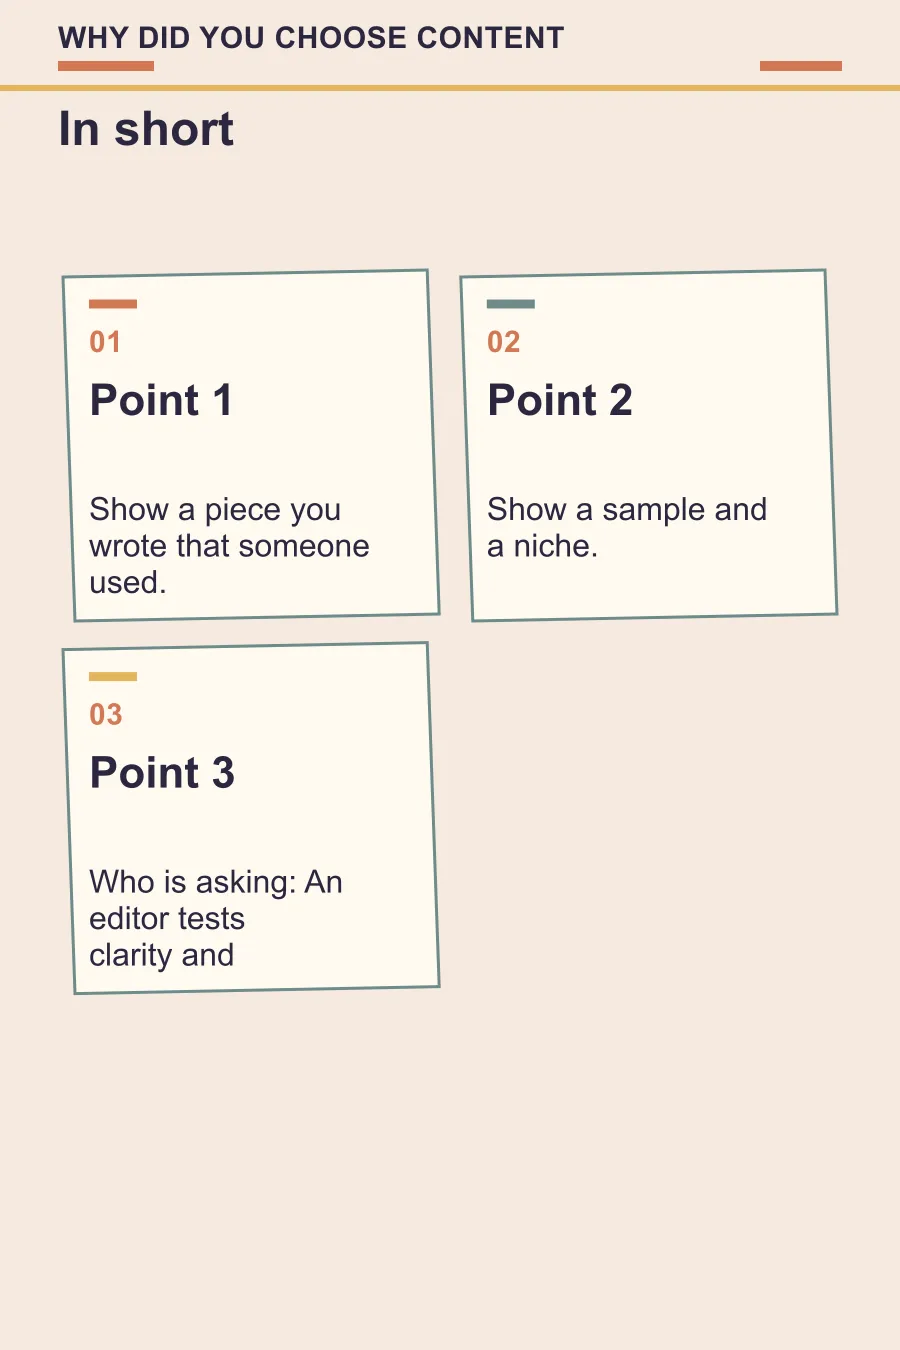 WHY DID YOU CHOOSE CONTENT
In short
01
Point 1
Show a piece you
wrote that someone
used.
02
Point 2
Show a sample and
a niche.
03
Point 3
Who is asking: An
editor tests
clarity and